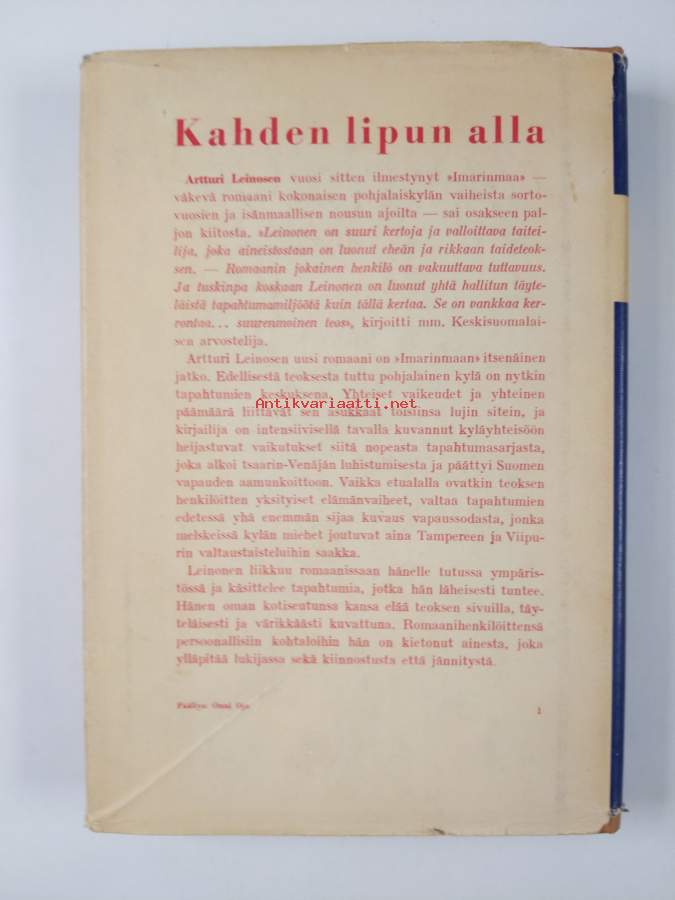 Kahden lipun alla
Artturi Leinosen vuosi sitten ilmestynyt »Imarinmaa» —
väkevä romaani kokonaisen pohjalaiskylän vaiheista sorto-
vuosien ja isänmaallisen nousun ajoilta — sai osakseen pal-
jon kiitosta. »Leinonen on suuri kertoja ja valloittava taitei-
lija, joka aineistostaan on luonut eheän ja rikkaan taideteok-
sen. — Romaanin jokainen henkilö on vakuuttava tuttavuus.
Ja tuskinpa koskaan Leinonen on luonut yhtä hallitun täyte-
läistä tapahtumamiljöötä kuin tällä kertaa. Se on vankkaa ker-
rontaa... suurenmoinen teos», kirjoitti mm. Keskisuomalai-
sen arvostelija.
Artturi Leinosen uusi romaani on »Imarinmaan» itsenäinen
jatko. Edellisestä teoksesta tuttu pohjalainen kylä on nytkin
tapahtumien keskuksena. Yhteiset vaikeudet ja yhteinen
Antikvariaatti.net
päämäärä liittävät sen asukkaat toisiinsa lujin sitein, ja
kirjailija on intensiivisellä tavalla kuvannut kyläyhteisöön
heijastuvat vaikutukset siitä nopeasta tapahtumasarjasta,
joka alkoi tsaarin-Venäjän luhistumisesta ja päättyi Suomen
vapauden aamunkoittoon. Vaikka etualalla ovatkin teoksen
henkilöitten yksityiset elämänvaiheet, valtaa tapahtumien
edetessä yhä enemmän sijaa kuvaus vapaussodasta, jonka
melskeissä kylän miehet joutuvat aina Tampereen ja Viipu-
rin valtaustaisteluihin saakka.
Leinonen liikkuu romaanissaan hänelle tutussa ympäris-
tössä ja käsittelee tapahtumia, jotka hän läheisesti tuntee.
Hänen oman kotiseutunsa kansa elää teoksen sivuilla, täy-
teläisesti ja värikkäästi kuvattuna. Romaanihenkilöittensä
persoonallisiin kohtaloihin hän on kietonut ainesta, joka
ylläpitää lukijassa sekä kiinnostusta että jännitystä.
Päällys: Onni Oja
1